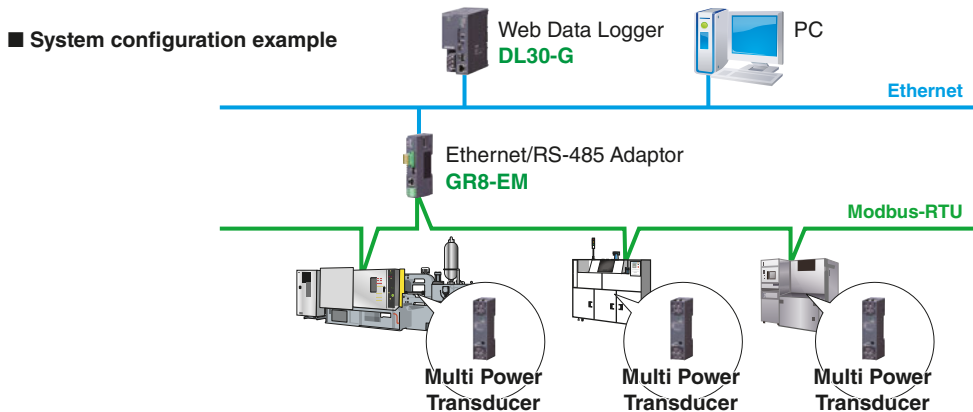 ■ System configuration example
Web Data Logger
DL30-G
PC
Ethernet
Ethernet/RS-485 Adaptor
GR8-EM
Modbus-RTU
Multi Power
Transducer
Multi Power
Transducer
Multi Power
Transducer